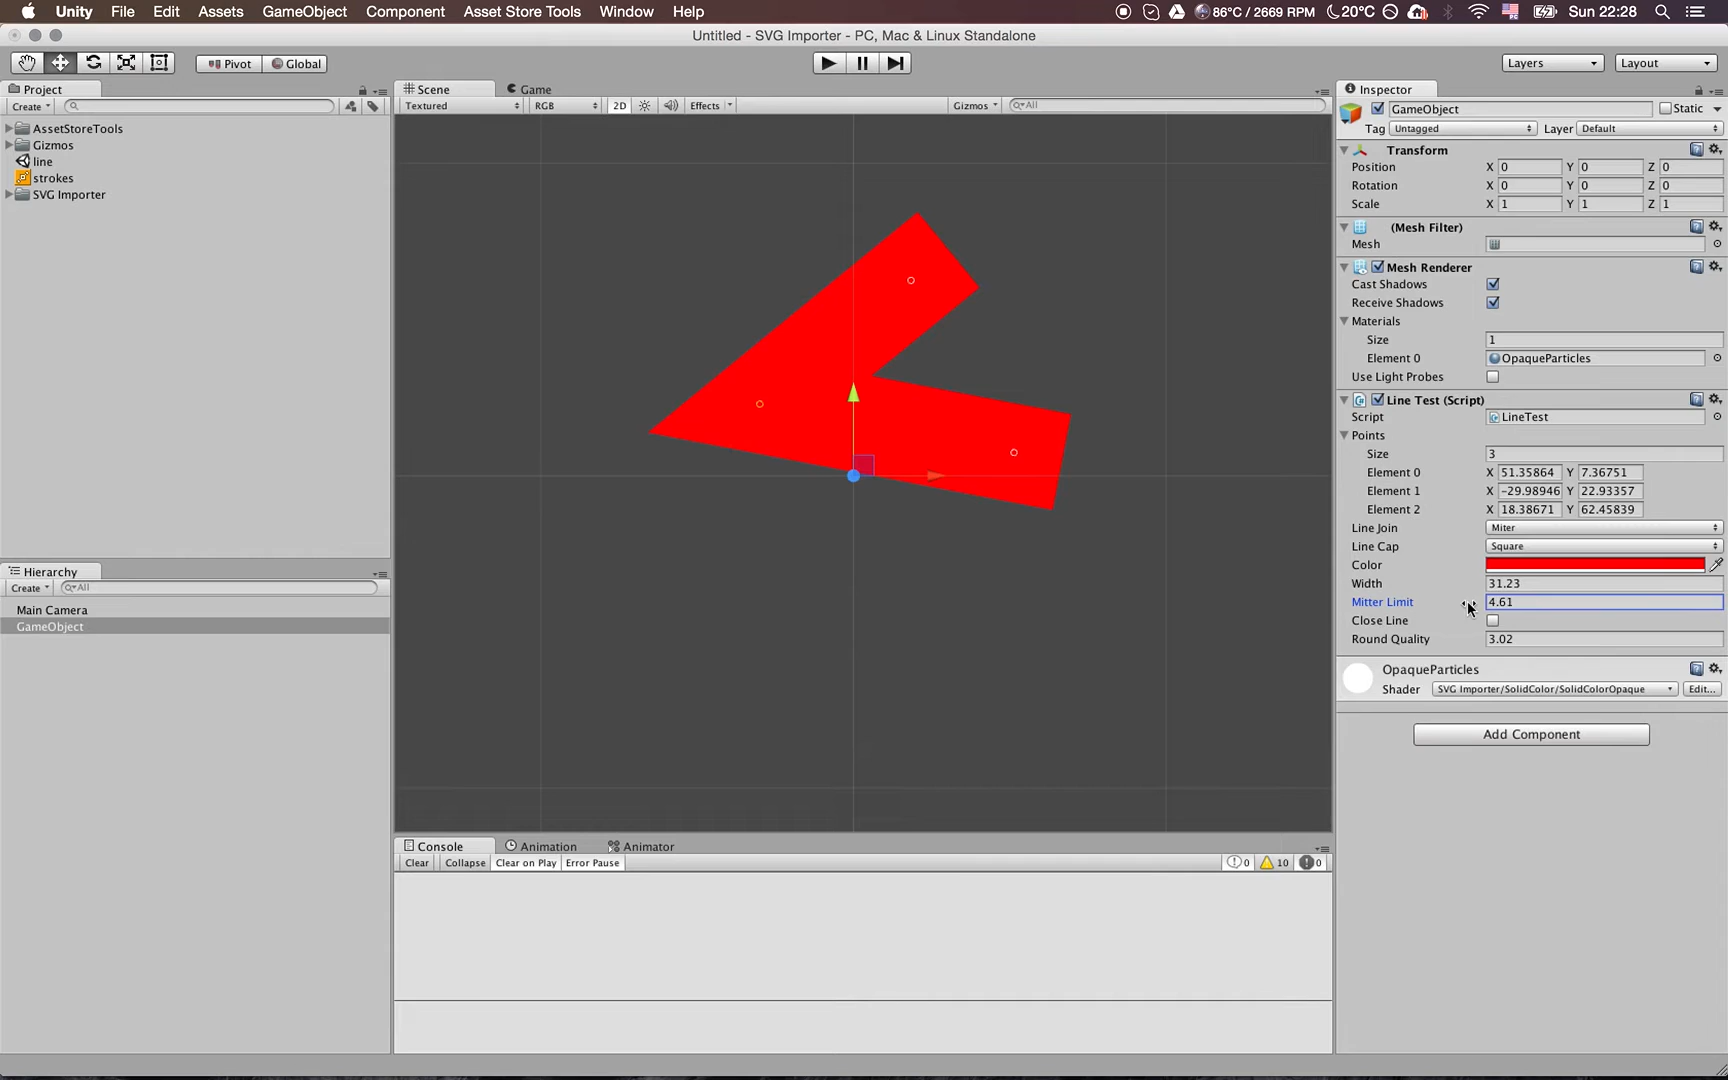 Unity File Edit Assets GameObject Component Asset Store Tools Window Help 86°C / 2669 RPM 20°C Sun 22:28
Untitled - SVG Importer - PC, Mac & Linux Standalone
Pivot Global Layers Layout
Project
Create
AssetStoreTools
Gizmos
line
strokes
SVG Importer
Hierarchy
Create All
Main Camera
GameObject
Scene Game
Textured RGB 2D Effects Gizmos All
Console Animation Animator
Clear Collapse Clear on Play Error Pause 0 10 0
Inspector
GameObject Static
Tag Untagged Layer Default
Transform
Position X 0 Y 0 Z 0
Rotation X 0 Y 0 Z 0
Scale X 1 Y 1 Z 1
(Mesh Filter)
Mesh
Mesh Renderer
Cast Shadows
Receive Shadows
Materials
Size 1
Element 0 OpaqueParticles
Use Light Probes
Line Test (Script)
Script LineTest
Points
Size 3
Element 0 X 51.35864 Y 7.36751
Element 1 X -29.98946 Y 22.93357
Element 2 X 18.38671 Y 62.45839
Line Join Miter
Line Cap Square
Color
Width 31.23
Mitter Limit 4.61
Close Line
Round Quality 3.02
OpaqueParticles
Shader SVG Importer/SolidColor/SolidColorOpaque Edit...
Add Component